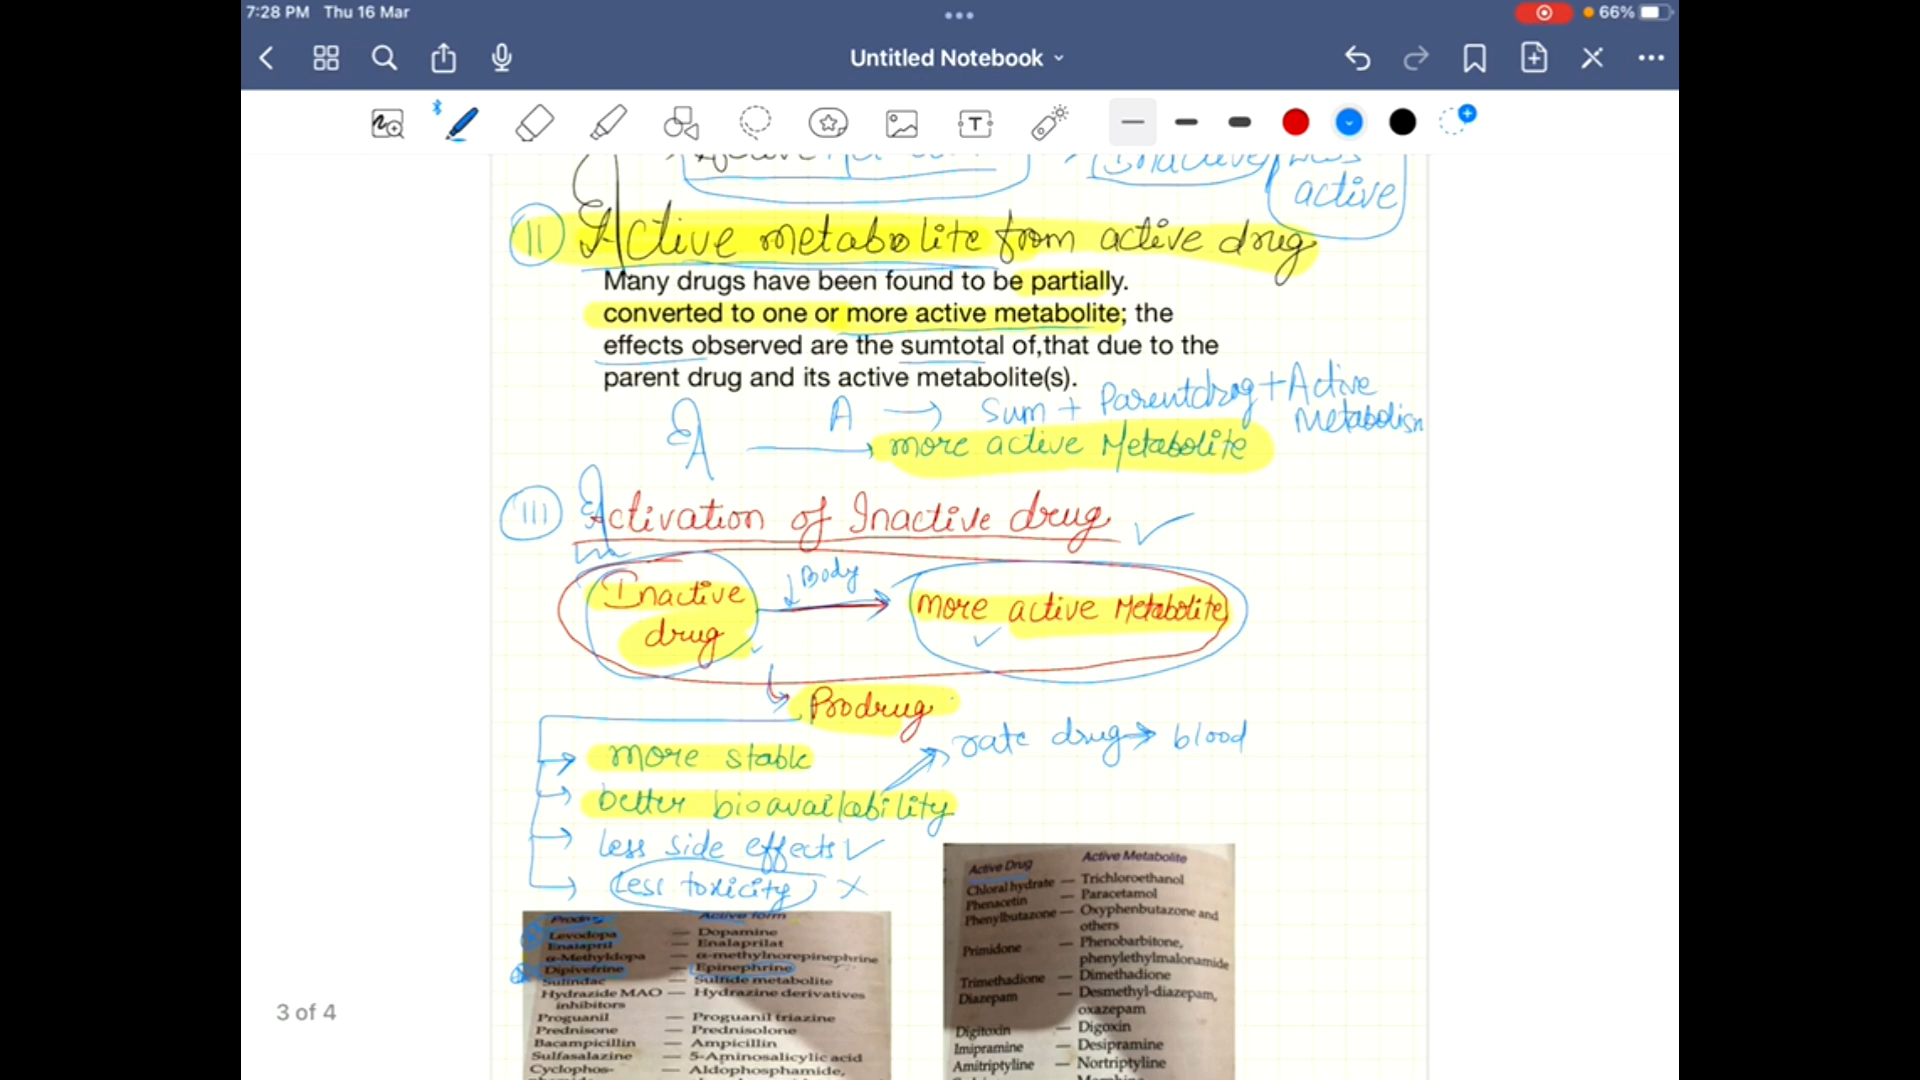 7:28 PM Thu 16 Mar
66%
Untitled Notebook
T
Inactive
active
II Active metabolite from active drug
Many drugs have been found to be partially.
converted to one or more active metabolite; the
effects observed are the sumtotal of,that due to the
parent drug and its active metabolite(s).
A → Sum + Parentdrug + Active
Metabolism
A → more active Metabolite
III Activation of Inactive drug
Inactive
drug
Body
more active Metabolite
Prodrug
rate drug → blood
more stable
better bioavailability
less side effects
Less toxicity
Active Drug Active Metabolite
Chloral hydrate — Trichloroethanol
Phenacetin — Paracetamol
Phenylbutazone — Oxyphenbutazone and
others
Primidone — Phenobarbitone,
phenylethylmalonamide
Trimethadione — Dimethadione
Diazepam — Desmethyl-diazepam,
oxazepam
Digitoxin — Digoxin
Imipramine — Desipramine
Amitriptyline — Nortriptyline
Prodrug Active form
Levodopa — Dopamine
Enalapril — Enalaprilat
α-Methyldopa — α-methylnorepinephrine
Dipivefrine — Epinephrine
Sulindac — Sulfide metabolite
Hydrazide MAO — Hydrazine derivatives
inhibitors
Proguanil — Proguanil triazine
Prednisone — Prednisolone
Bacampicillin — Ampicillin
Sulfasalazine — 5-Aminosalicylic acid
Cyclophos- — Aldophosphamide,
3 of 4